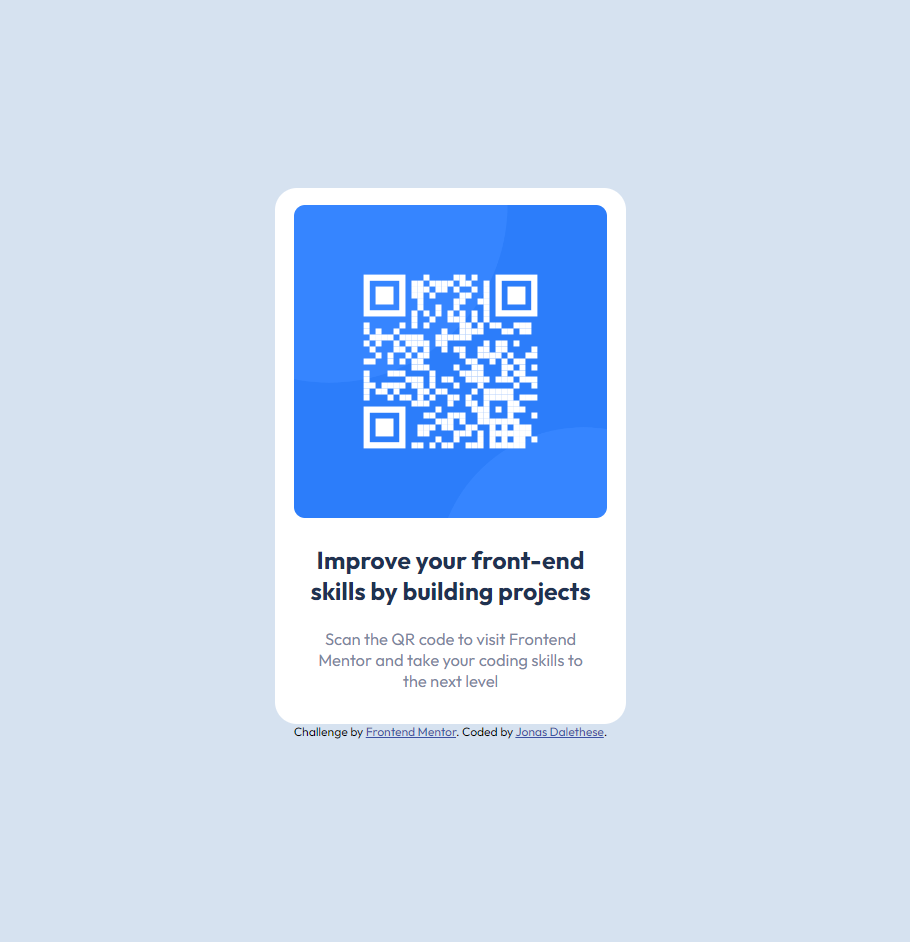 Improve your front-end
skills by building projects
Scan the QR code to visit Frontend
Mentor and take your coding skills to
the next level
Challenge by Frontend Mentor. Coded by Jonas Dalethese.